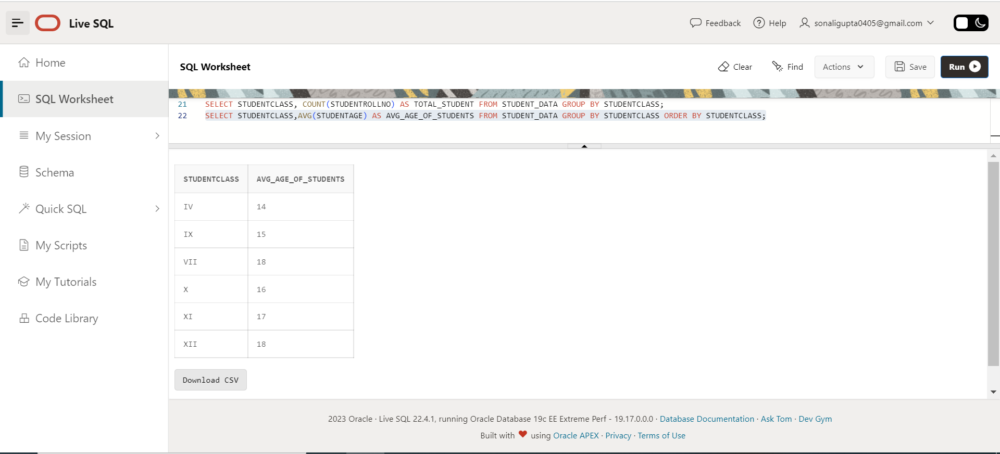 Live SQL
Feedback
Help
sonaligupta0405@gmail.com
Home
SQL Worksheet
My Session
Schema
Quick SQL
My Scripts
My Tutorials
Code Library
SQL Worksheet
Clear
Find
Actions
Save
Run
21 SELECT STUDENTCLASS, COUNT(STUDENTROLLNO) AS TOTAL_STUDENT FROM STUDENT_DATA GROUP BY STUDENTCLASS;
22 SELECT STUDENTCLASS,AVG(STUDENTAGE) AS AVG_AGE_OF_STUDENTS FROM STUDENT_DATA GROUP BY STUDENTCLASS ORDER BY STUDENTCLASS;
STUDENTCLASS AVG_AGE_OF_STUDENTS
IV 14
IX 15
VII 18
X 16
XI 17
XII 18
Download CSV
2023 Oracle · Live SQL 22.4.1, running Oracle Database 19c EE Extreme Perf - 19.17.0.0.0 · Database Documentation · Ask Tom · Dev Gym
Built with ❤ using Oracle APEX · Privacy · Terms of Use